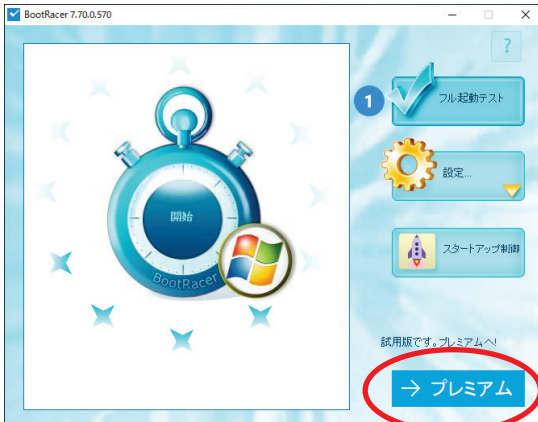 BootRacer 7.70.0.570
?
1
フル起動テスト
設定...
開始
BootRacer
スタートアップ制御
試用版です。プレミアムへ!
→ プレミアム